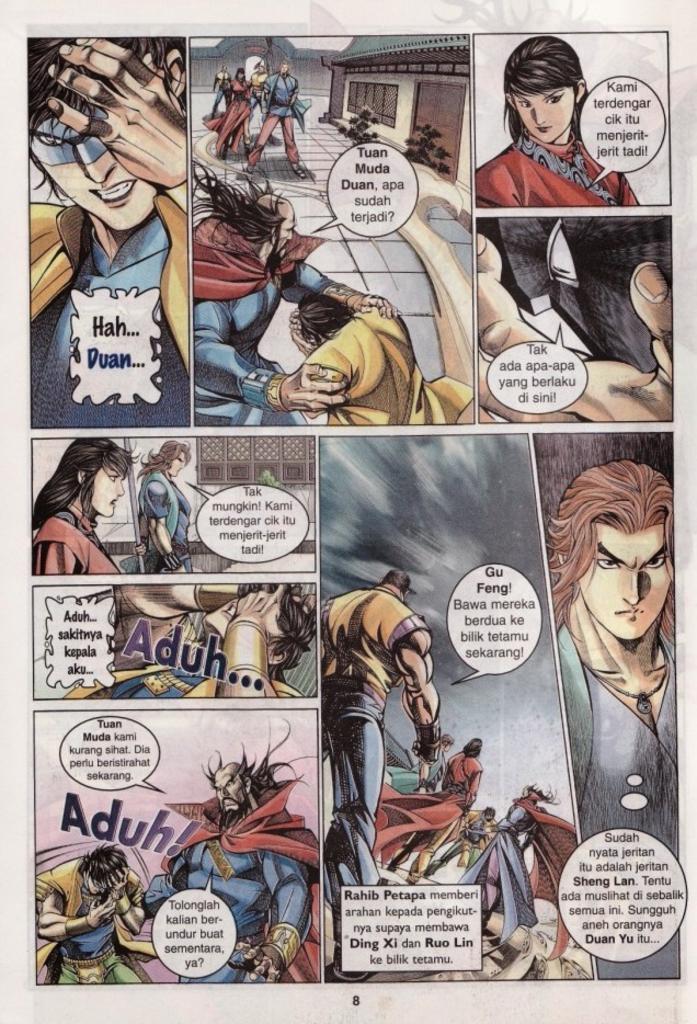 Hah...
Duan...
Tuan
Muda
Duan, apa
sudah
terjadi?
Kami
terdengar
cik itu
menjerit-
jerit tadi!
Tak
ada apa-apa
yang berlaku
di sini!
Tak
mungkin! Kami
terdengar cik itu
menjerit-jerit
tadi!
Aduh...
sakitnya
kepala
aku...
Aduh...
Tuan
Muda kami
kurang sihat. Dia
perlu beristirahat
sekarang.
Aduh!
Tolonglah
kalian ber-
undur buat
sementara,
ya?
Gu
Feng!
Bawa mereka
berdua ke
bilik tetamu
sekarang!
Rahib Petapa memberi
arahan kepada pengikut-
nya supaya membawa
Ding Xi dan Ruo Lin
ke bilik tetamu.
Sudah
nyata jeritan
itu adalah jeritan
Sheng Lan. Tentu
ada muslihat di sebalik
semua ini. Sungguh
aneh orangnya
Duan Yu itu...
8